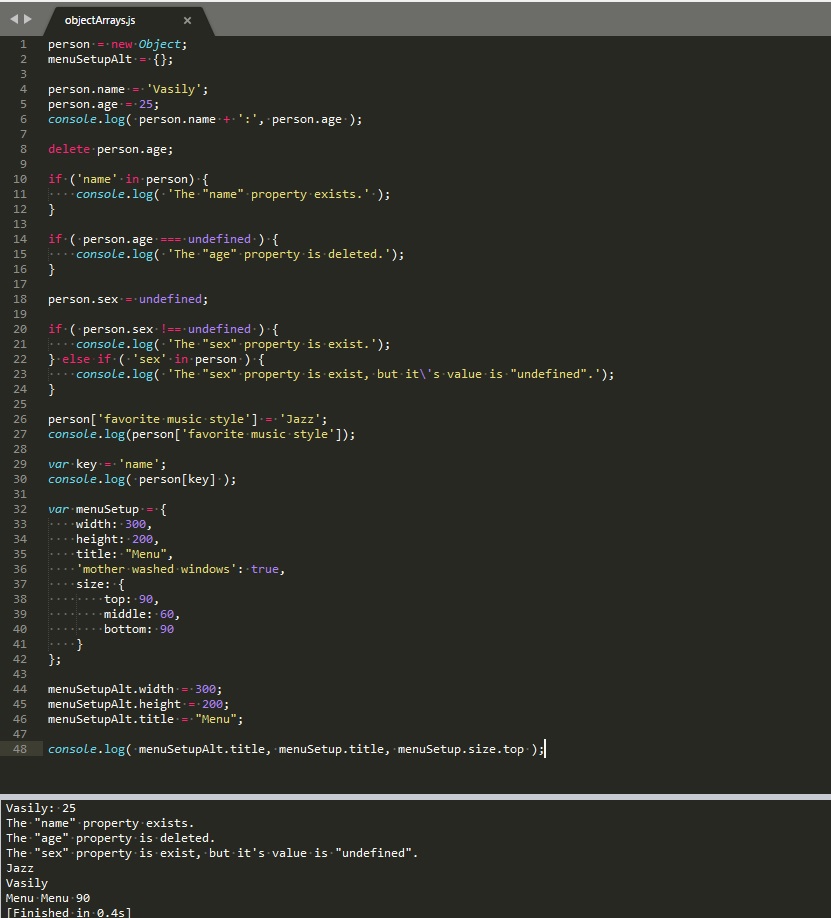 objectArrays.js ×
1 person = new Object;
2 menuSetupAlt = {};
3
4 person.name = 'Vasily';
5 person.age = 25;
6 console.log( person.name + ':', person.age );
7
8 delete person.age;
9
10 if ('name' in person) {
11     console.log( 'The "name" property exists.' );
12 }
13
14 if ( person.age === undefined ) {
15     console.log( 'The "age" property is deleted.');
16 }
17
18 person.sex = undefined;
19
20 if ( person.sex !== undefined ) {
21     console.log( 'The "sex" property is exist.');
22 } else if ( 'sex' in person ) {
23     console.log( 'The "sex" property is exist, but it\'s value is "undefined".');
24 }
25
26 person['favorite music style'] = 'Jazz';
27 console.log(person['favorite music style']);
28
29 var key = 'name';
30 console.log( person[key] );
31
32 var menuSetup = {
33     width: 300,
34     height: 200,
35     title: "Menu",
36     'mother washed windows': true,
37     size: {
38         top: 90,
39         middle: 60,
40         bottom: 90
41     }
42 };
43
44 menuSetupAlt.width = 300;
45 menuSetupAlt.height = 200;
46 menuSetupAlt.title = "Menu";
47
48 console.log( menuSetupAlt.title, menuSetup.title, menuSetup.size.top );
Vasily: 25
The "name" property exists.
The "age" property is deleted.
The "sex" property is exist, but it's value is "undefined".
Jazz
Vasily
Menu Menu 90
[Finished in 0.4s]